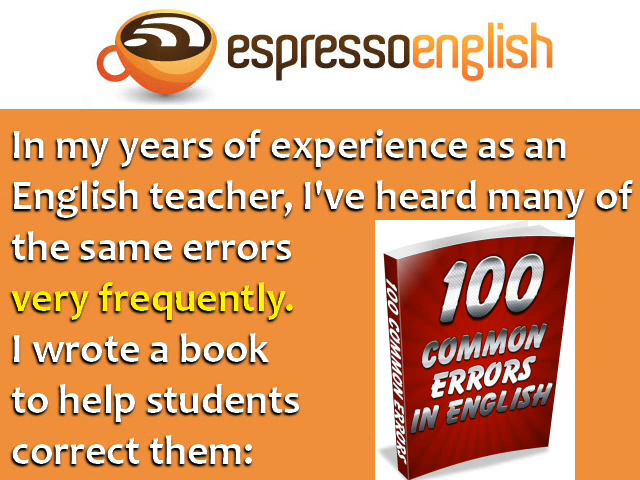 espressoenglish
In my years of experience as an
English teacher, I've heard many of
the same errors
very frequently.
I wrote a book
to help students
correct them:
100
COMMON
ERRORS
IN ENGLISH
100 COMMON ERRORS